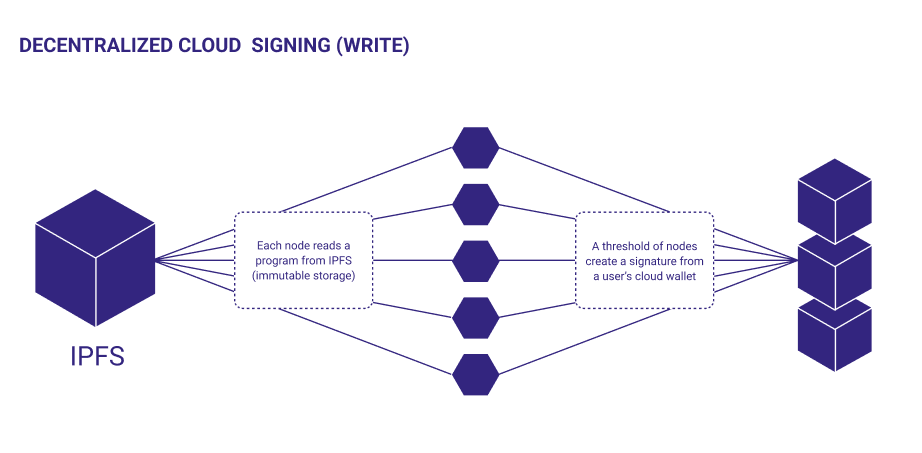 DECENTRALIZED CLOUD  SIGNING (WRITE)
Each node reads a
program from IPFS
(immutable storage)
A threshold of nodes
create a signature from
a user's cloud wallet
IPFS